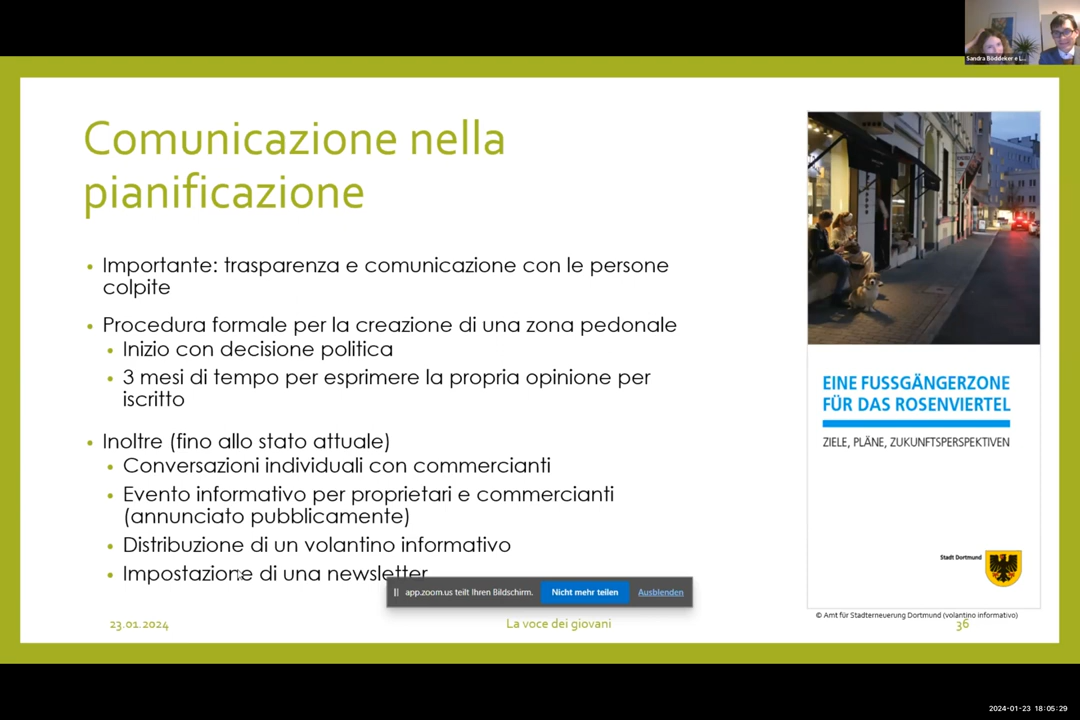 Sandra Böddeker e L...
Comunicazione nella
pianificazione
Importante: trasparenza e comunicazione con le persone
colpite
Procedura formale per la creazione di una zona pedonale
Inizio con decisione politica
3 mesi di tempo per esprimere la propria opinione per
iscritto
Inoltre (fino allo stato attuale)
Conversazioni individuali con commercianti
Evento informativo per proprietari e commercianti
(annunciato pubblicamente)
Distribuzione di un volantino informativo
Impostazione di una newsletter
EINE FUSSGÄNGERZONE
FÜR DAS ROSENVIERTEL
ZIELE, PLÄNE, ZUKUNFTSPERSPEKTIVEN
Stadt Dortmund
© Amt für Stadterneuerung Dortmund (volantino informativo)
app.zoom.us teilt Ihren Bildschirm. Nicht mehr teilen Ausblenden
23.01.2024 La voce dei giovani 36
2024-01-23 18:05:29